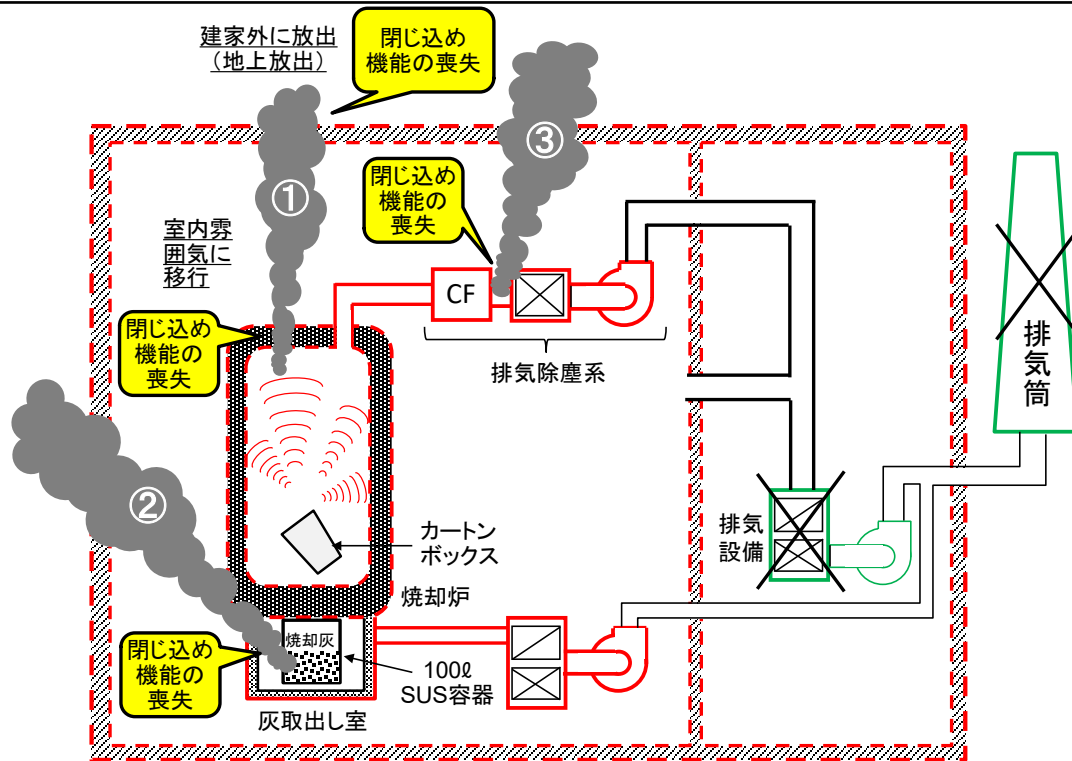 建家外に放出
（地上放出）
閉じ込め
機能の喪失
③
閉じ込め
機能の
喪失
①
室内雰
囲気に
移行
CF
排気除塵系
閉じ込め
機能の
喪失
排
気
筒
②
カートン
ボックス
排気
設備
焼却炉
焼却灰
閉じ込め
機能の
喪失
100ℓ
SUS容器
灰取出し室